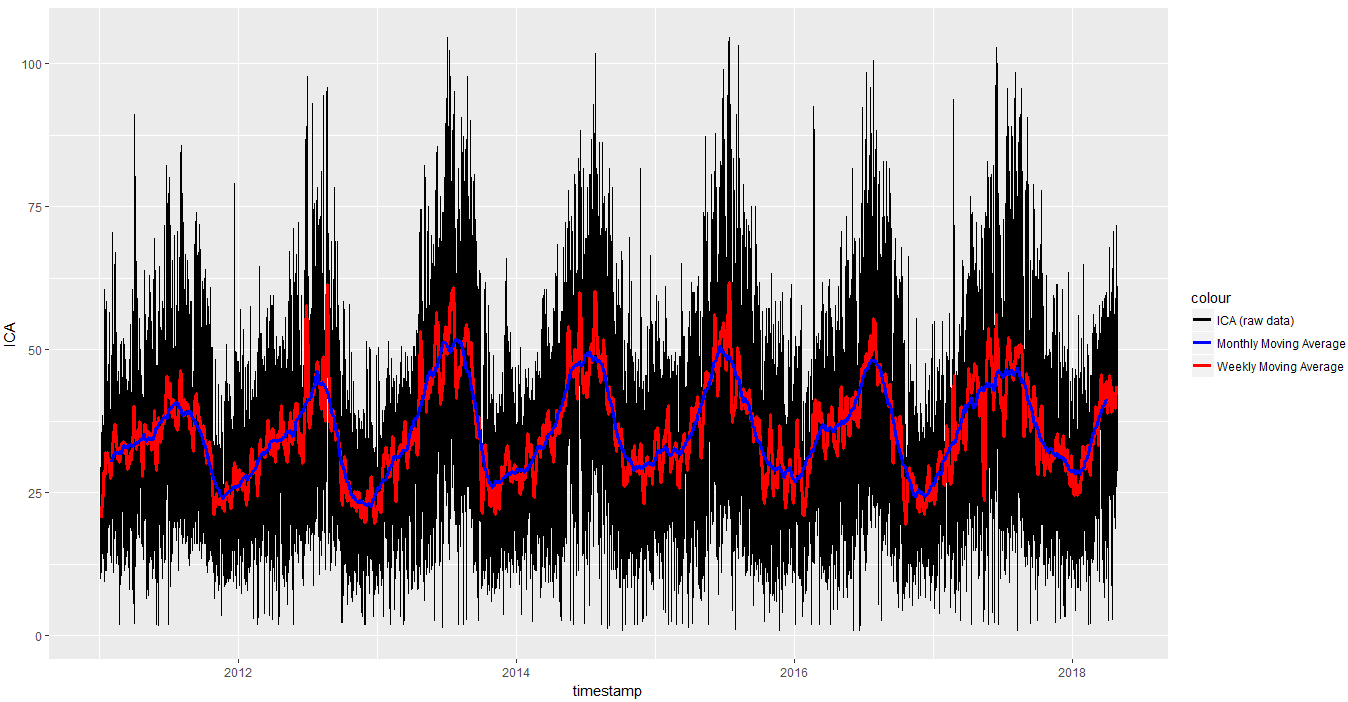 100
75
50
25
0
ICA
2012
2014
2016
2018
timestamp
colour
ICA (raw data)
Monthly Moving Average
Weekly Moving Average